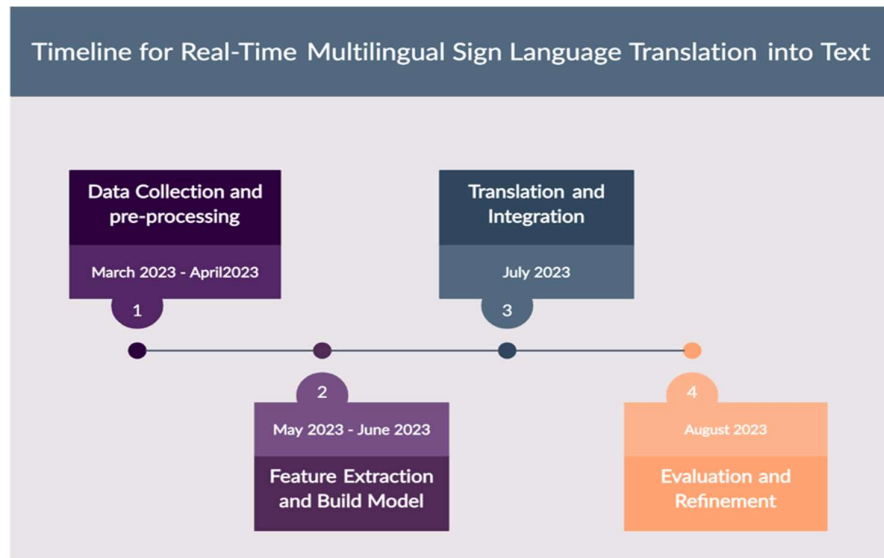 Timeline for Real-Time Multilingual Sign Language Translation into Text
Data Collection and
pre-processing
March 2023 - April2023
1
2
May 2023 - June 2023
Feature Extraction
and Build Model
Translation and
Integration
July 2023
3
4
August 2023
Evaluation and
Refinement